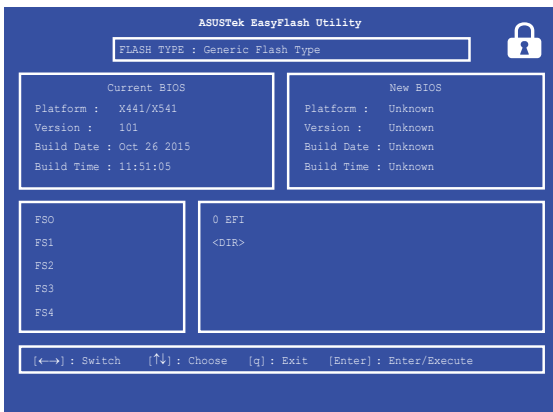 ASUSTek EasyFlash Utility
FLASH TYPE : Generic Flash Type
Current BIOS
Platform : X441/X541
Version : 101
Build Date : Oct 26 2015
Build Time : 11:51:05
New BIOS
Platform : Unknown
Version : Unknown
Build Date : Unknown
Build Time : Unknown
FS0
FS1
FS2
FS3
FS4
0 EFI
<DIR>
[←→] : Switch [↑↓] : Choose [q] : Exit [Enter] : Enter/Execute